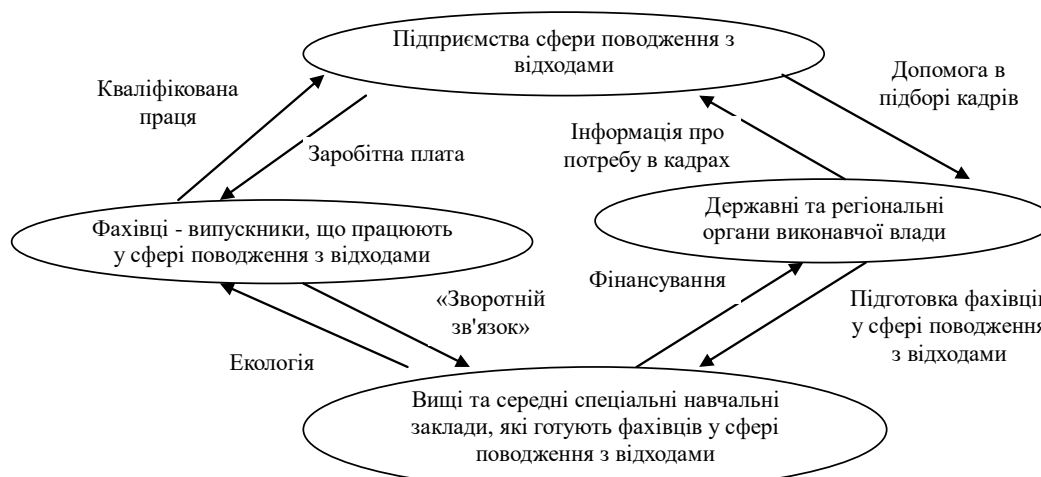 Підприємства сфери поводження з
відходами
Кваліфікована
праця
Допомога в
підборі кадрів
Заробітна плата
Інформація про
потребу в кадрах
Фахівці - випускники, що працюють
у сфері поводження з відходами
Державні та регіональні
органи виконавчої влади
«Зворотній
зв'язок»
Фінансування
Екологія
Підготовка фахівців
у сфері поводження
з відходами
Вищі та середні спеціальні навчальні
заклади, які готують фахівців у сфері
поводження з відходами